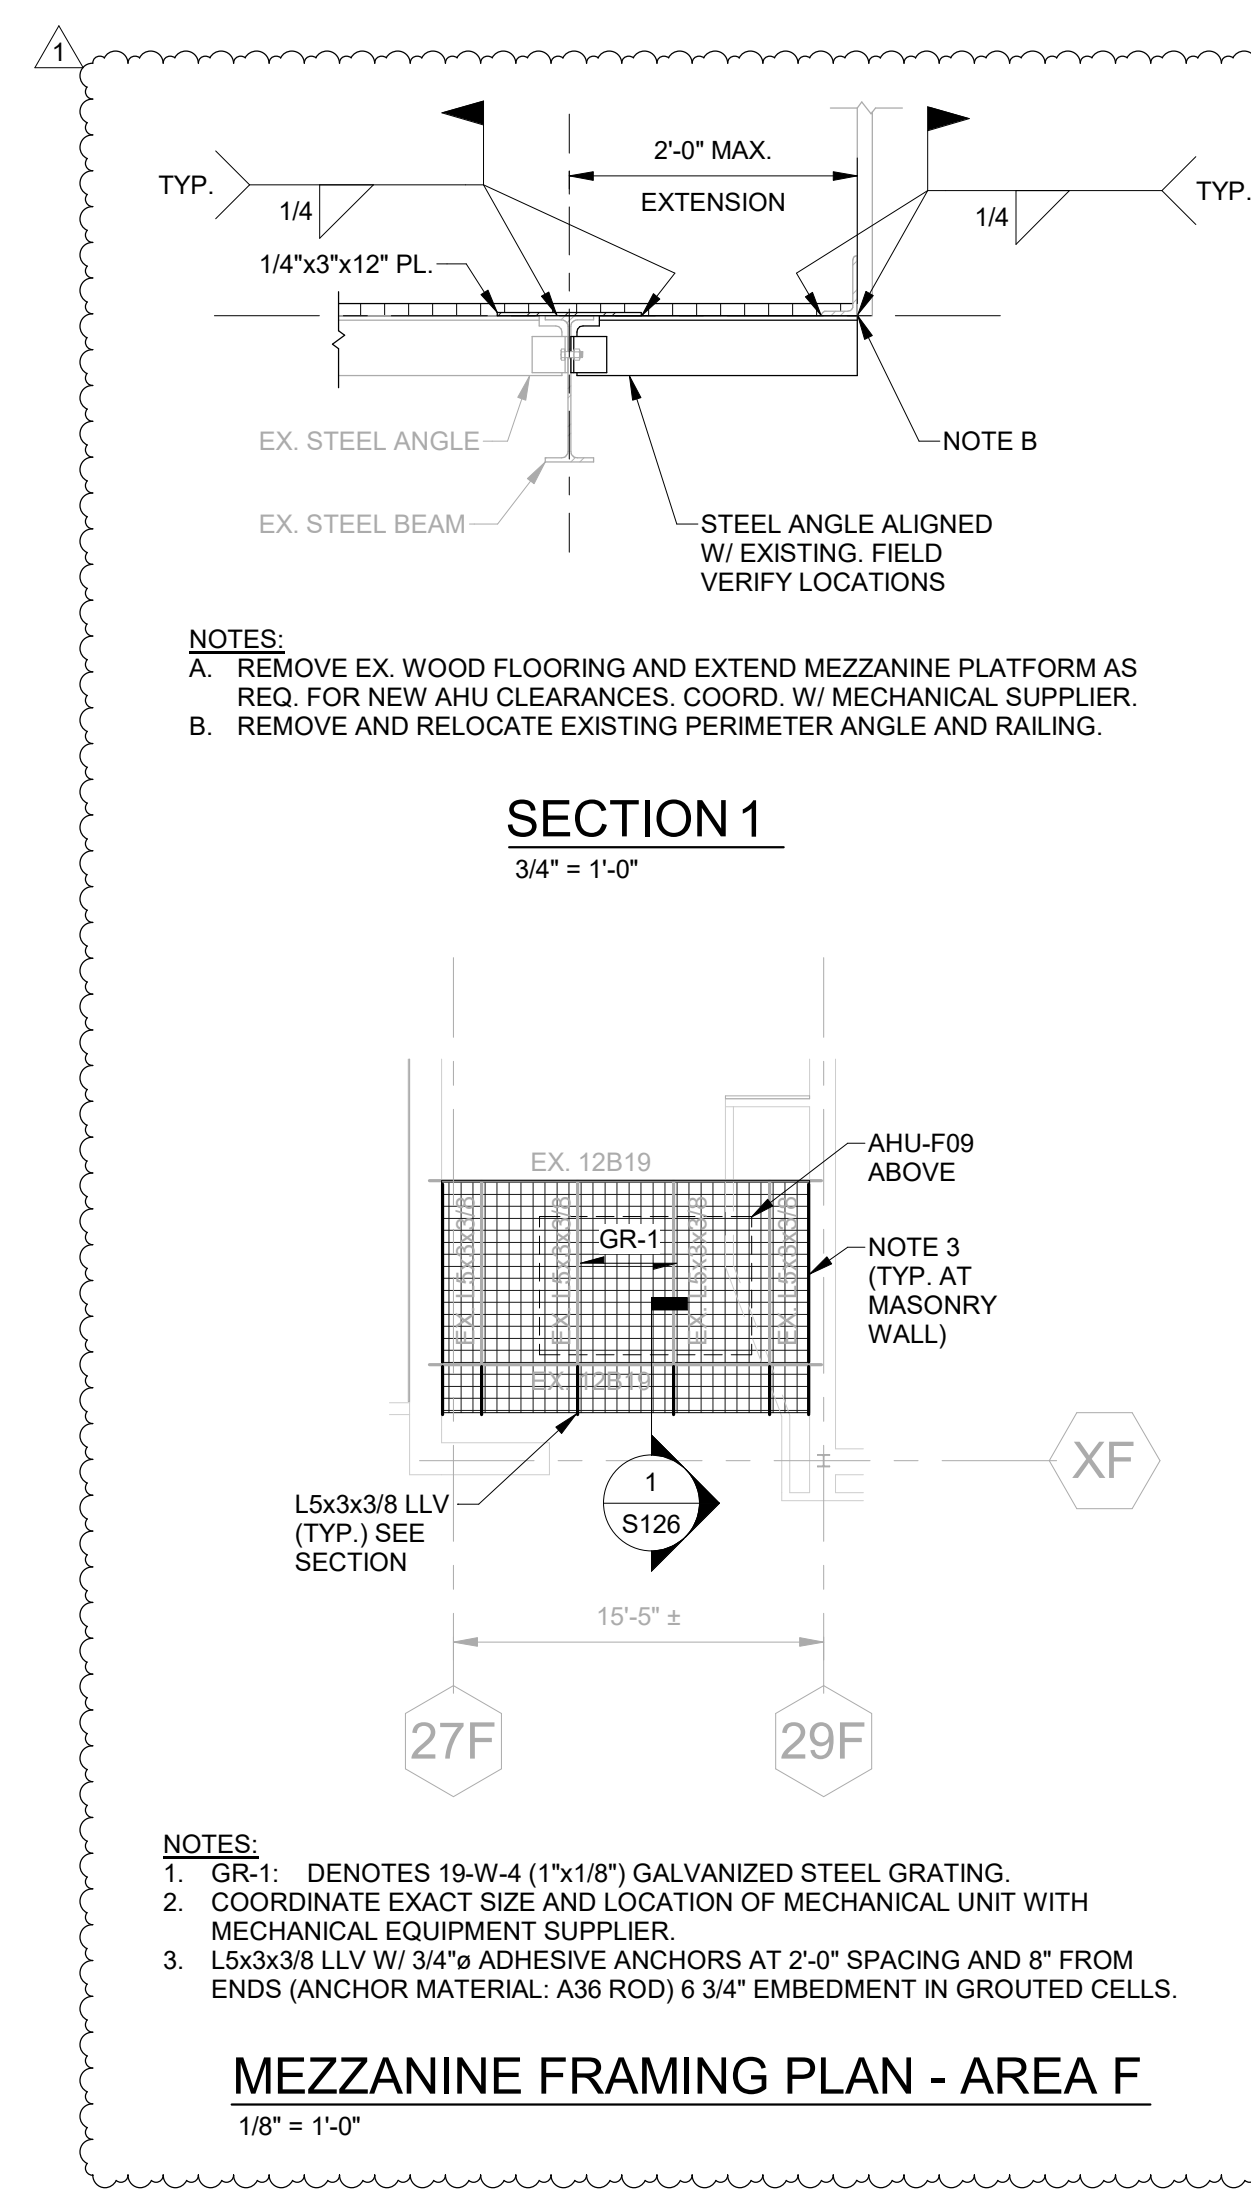 1
2'-0" MAX.
EXTENSION
TYP.
1/4
1/4
TYP.
1/4"x3"x12" PL.
EX. STEEL ANGLE
NOTE B
EX. STEEL BEAM
STEEL ANGLE ALIGNED
W/ EXISTING. FIELD
VERIFY LOCATIONS
NOTES:
A. REMOVE EX. WOOD FLOORING AND EXTEND MEZZANINE PLATFORM AS
REQ. FOR NEW AHU CLEARANCES. COORD. W/ MECHANICAL SUPPLIER.
B. REMOVE AND RELOCATE EXISTING PERIMETER ANGLE AND RAILING.
SECTION 1
3/4" = 1'-0"
AHU-F09
ABOVE
EX. 12B19
EX. L5x3x3/8
EX. L5x3x3/8
EX. L5x3x3/8
EX. L5x3x3/8
GR-1
NOTE 3
(TYP. AT
MASONRY
WALL)
EX. 12B19
XF
1
S126
L5x3x3/8 LLV
(TYP.) SEE
SECTION
15'-5" ±
27F
29F
NOTES:
1. GR-1: DENOTES 19-W-4 (1"x1/8") GALVANIZED STEEL GRATING.
2. COORDINATE EXACT SIZE AND LOCATION OF MECHANICAL UNIT WITH
MECHANICAL EQUIPMENT SUPPLIER.
3. L5x3x3/8 LLV W/ 3/4"ø ADHESIVE ANCHORS AT 2'-0" SPACING AND 8" FROM
ENDS (ANCHOR MATERIAL: A36 ROD) 6 3/4" EMBEDMENT IN GROUTED CELLS.
MEZZANINE FRAMING PLAN - AREA F
1/8" = 1'-0"